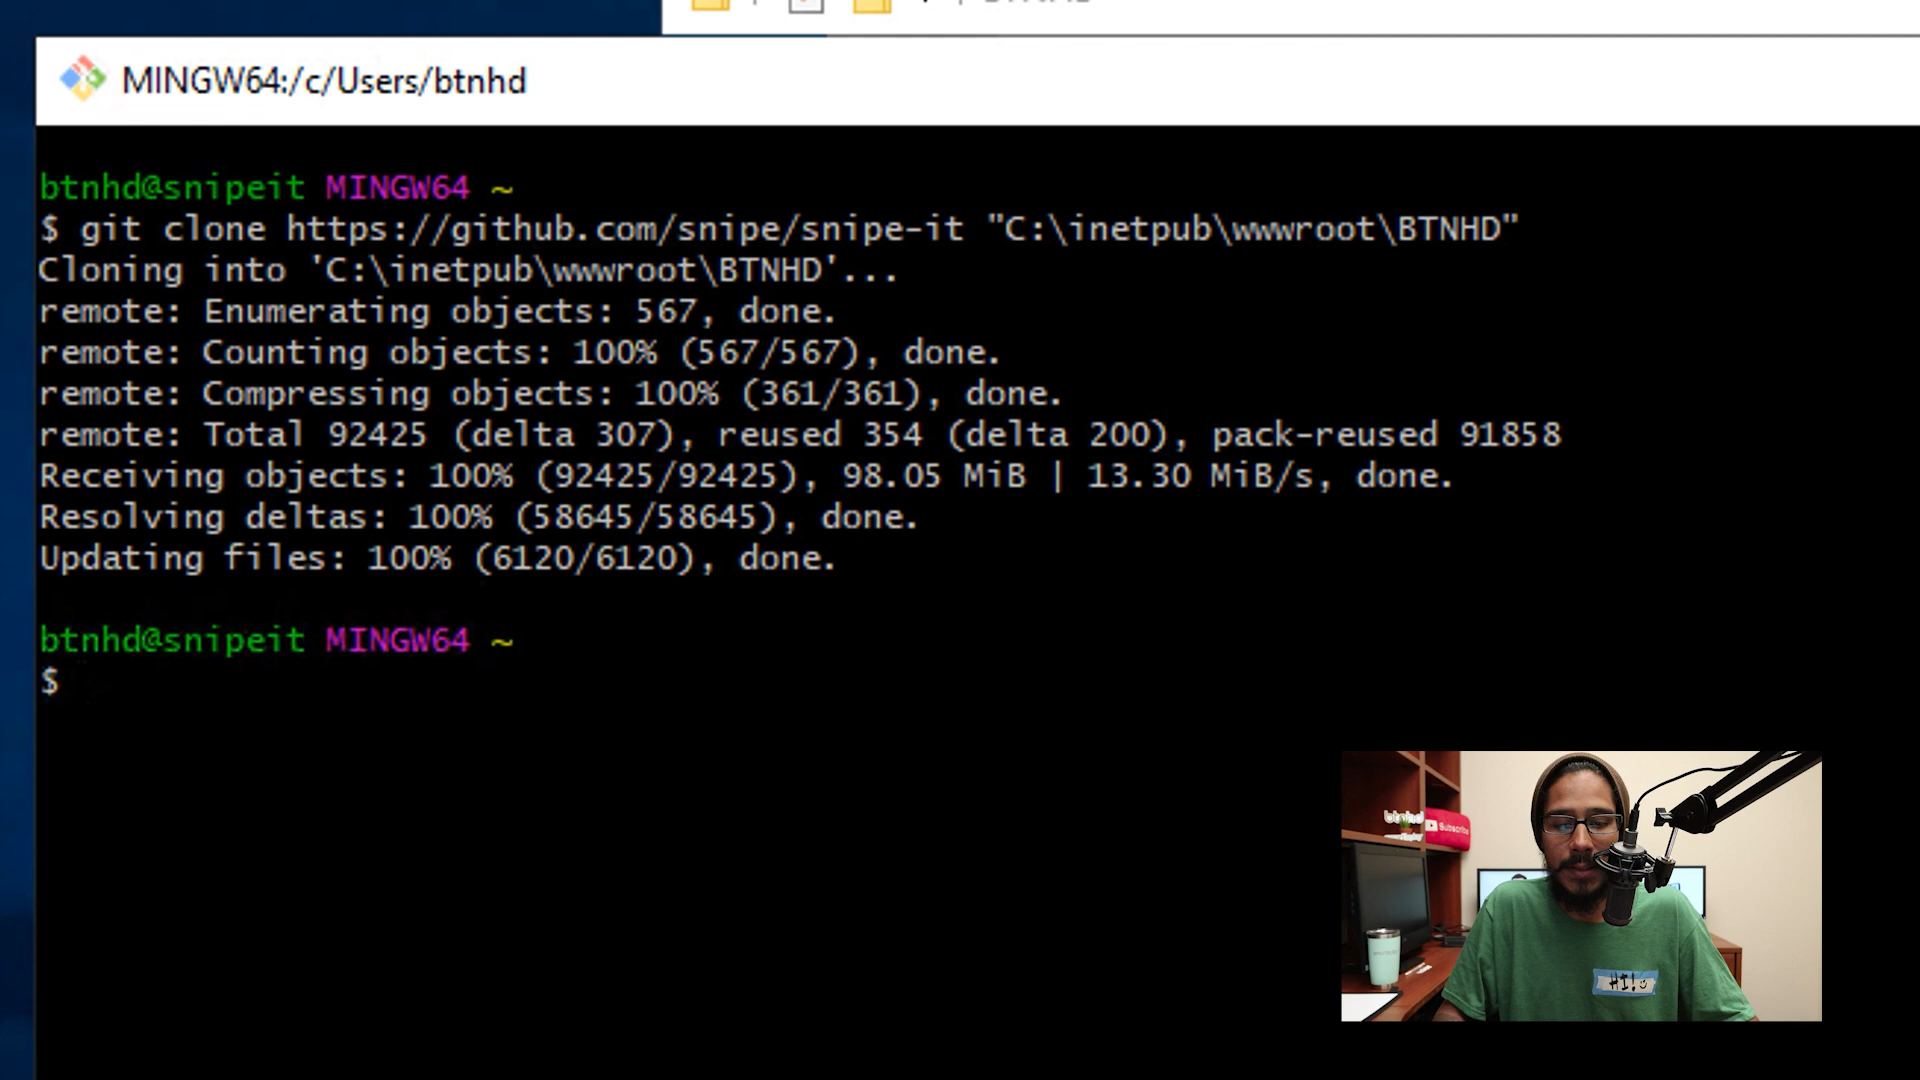 MINGW64:/c/Users/btnhd
btnhd@snipeit MINGW64 ~
$ git clone https://github.com/snipe/snipe-it "C:\inetpub\wwwroot\BTNHD"
Cloning into 'C:\inetpub\wwwroot\BTNHD'...
remote: Enumerating objects: 567, done.
remote: Counting objects: 100% (567/567), done.
remote: Compressing objects: 100% (361/361), done.
remote: Total 92425 (delta 307), reused 354 (delta 200), pack-reused 91858
Receiving objects: 100% (92425/92425), 98.05 MiB | 13.30 MiB/s, done.
Resolving deltas: 100% (58645/58645), done.
Updating files: 100% (6120/6120), done.
btnhd@snipeit MINGW64 ~
$
btnhd
Subscribe
HI!